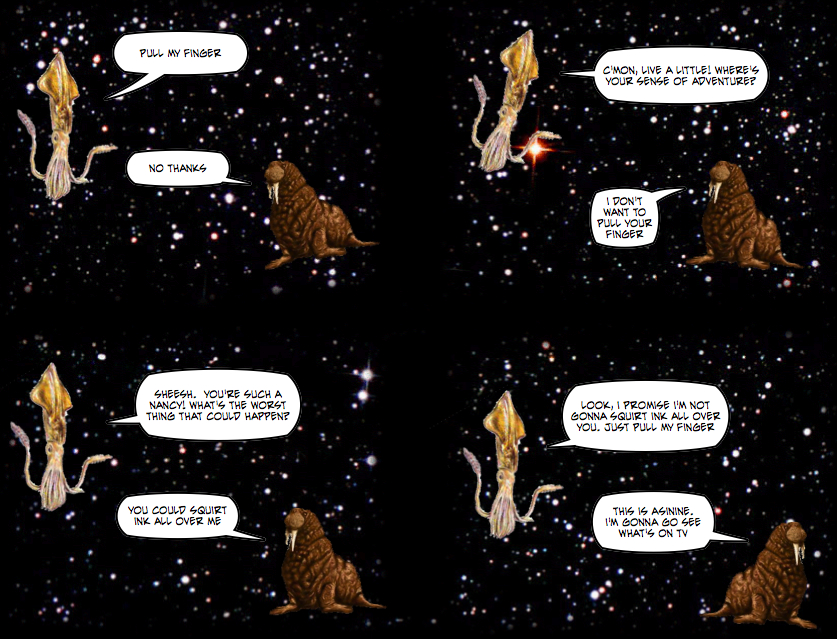 PULL MY FINGER
NO THANKS
C'MON, LIVE A LITTLE! WHERE'S
YOUR SENSE OF ADVENTURE?
I DON'T
WANT TO
PULL YOUR
FINGER
SHEESH. YOU'RE SUCH A
NANCY! WHAT'S THE WORST
THING THAT COULD HAPPEN?
YOU COULD SQUIRT
INK ALL OVER ME
LOOK, I PROMISE I'M NOT
GONNA SQUIRT INK ALL OVER
YOU. JUST PULL MY FINGER
THIS IS ASININE.
I'M GONNA GO SEE
WHAT'S ON TV